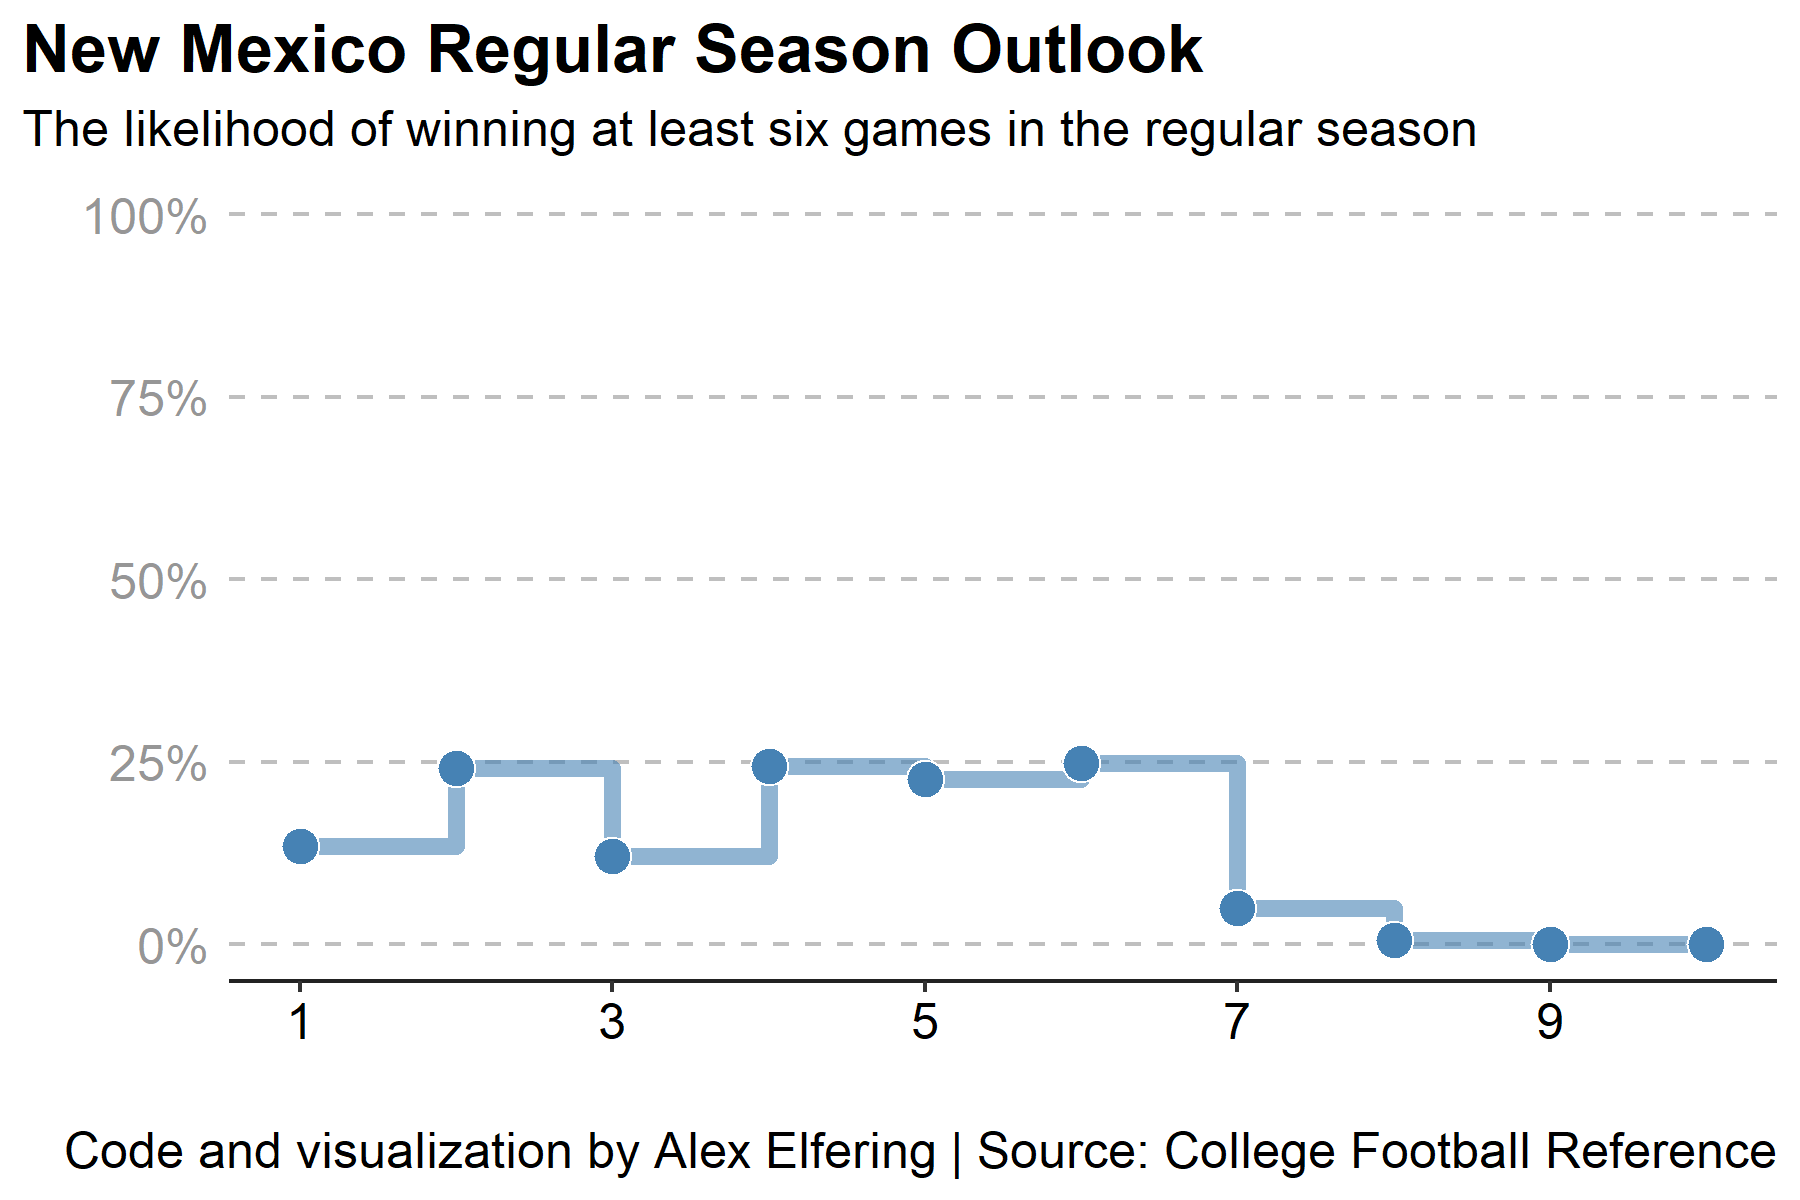 New Mexico Regular Season Outlook
The likelihood of winning at least six games in the regular season
100%
75%
50%
25%
0%
1 3 5 7 9
Code and visualization by Alex Elfering | Source: College Football Reference